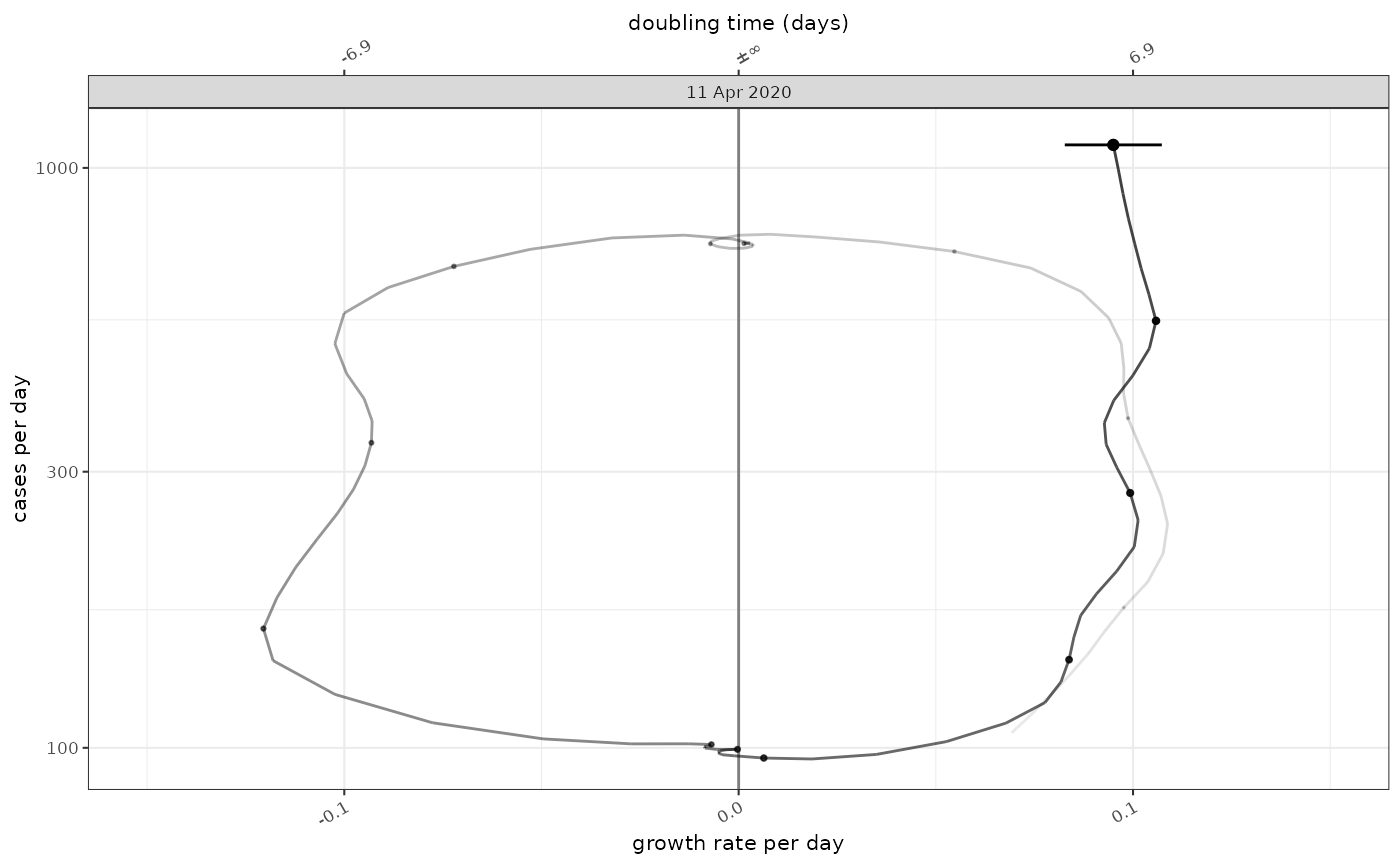 doubling time (days)
-6.9
±∞
6.9
11 Apr 2020
1000
300
100
cases per day
-0.1
0.0
0.1
growth rate per day